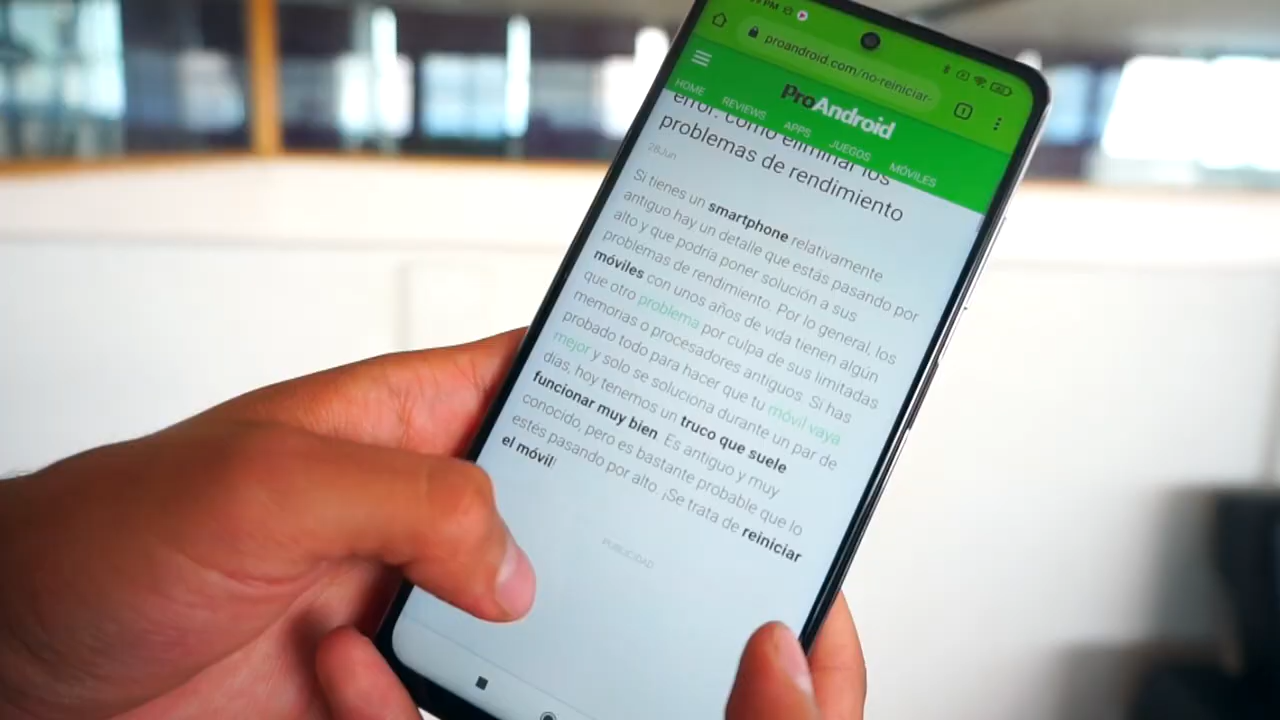 PM
proandroid.com/no-reiniciar-
ProAndroid
HOME REVIEWS APPS JUEGOS MÓVILES
error: cómo eliminar los
problemas de rendimiento
28Jun
Si tienes un smartphone relativamente
antiguo hay un detalle que estás pasando por
alto y que podría poner solución a sus
problemas de rendimiento. Por lo general, los
móviles con unos años de vida tienen algún
que otro problema por culpa de sus limitadas
memorias o procesadores antiguos. Si has
probado todo para hacer que tu móvil vaya
mejor y solo se soluciona durante un par de
días, hoy tenemos un truco que suele
funcionar muy bien. Es antiguo y muy
conocido, pero es bastante probable que lo
estés pasando por alto. ¡Se trata de reiniciar
el móvil!
PUBLICIDAD